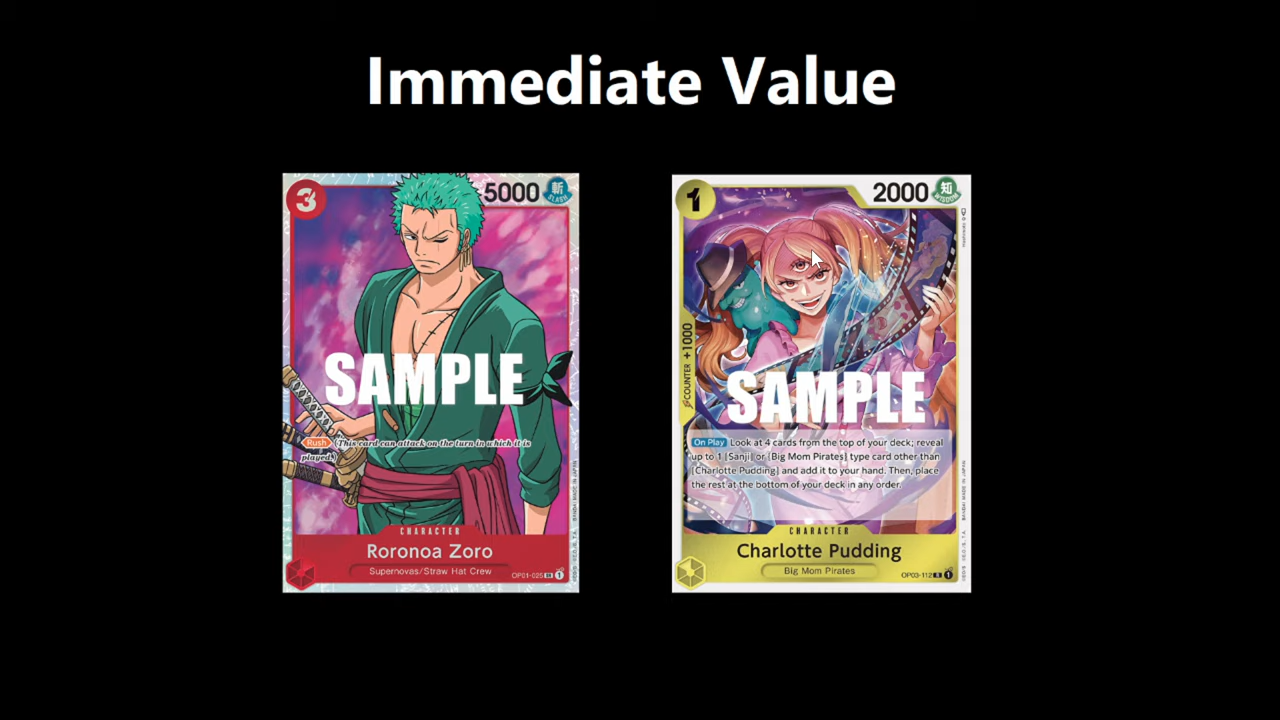 Immediate Value
3
5000
斬
SLASH
SAMPLE
Rush (This card can attack on the turn in which it is
played.)
CHARACTER
Roronoa Zoro
Supernovas/Straw Hat Crew
OP01-025 SR 1
1
2000
知
WISDOM
COUNTER +1000
SAMPLE
On Play Look at 4 cards from the top of your deck; reveal
up to 1 [Sanji] or {Big Mom Pirates} type card other than
[Charlotte Pudding] and add it to your hand. Then, place
the rest at the bottom of your deck in any order.
CHARACTER
Charlotte Pudding
Big Mom Pirates
OP03-112 R 1